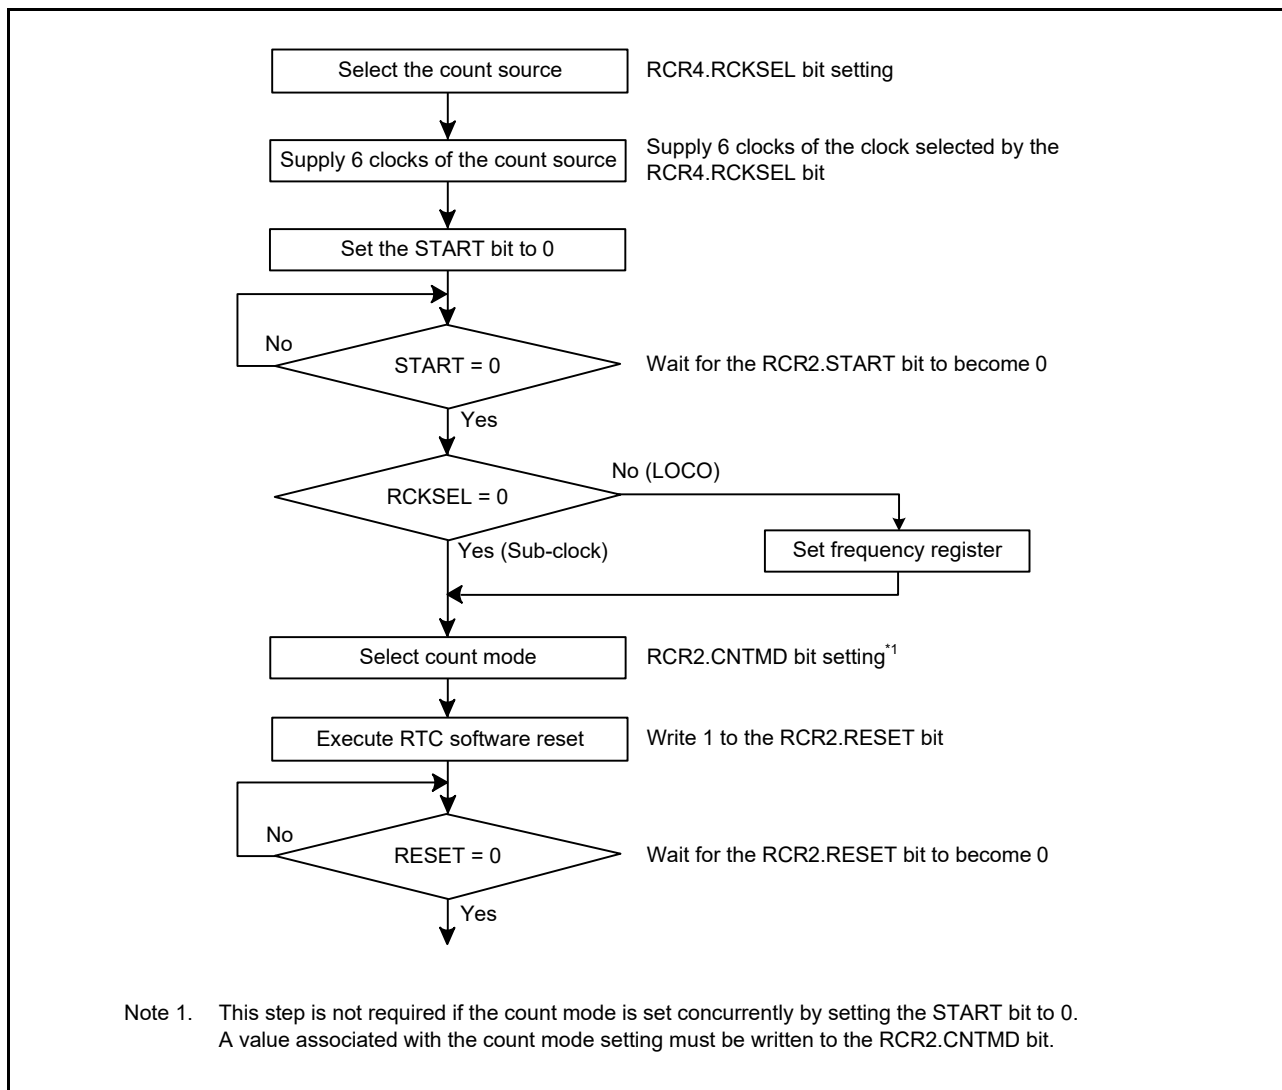 Select the count source
RCR4.RCKSEL bit setting
Supply 6 clocks of the count source
Supply 6 clocks of the clock selected by the
RCR4.RCKSEL bit
Set the START bit to 0
No
START = 0
Wait for the RCR2.START bit to become 0
Yes
No (LOCO)
RCKSEL = 0
Yes (Sub-clock)
Set frequency register
Select count mode
RCR2.CNTMD bit setting*1
Execute RTC software reset
Write 1 to the RCR2.RESET bit
No
RESET = 0
Wait for the RCR2.RESET bit to become 0
Yes
Note 1. This step is not required if the count mode is set concurrently by setting the START bit to 0.
A value associated with the count mode setting must be written to the RCR2.CNTMD bit.